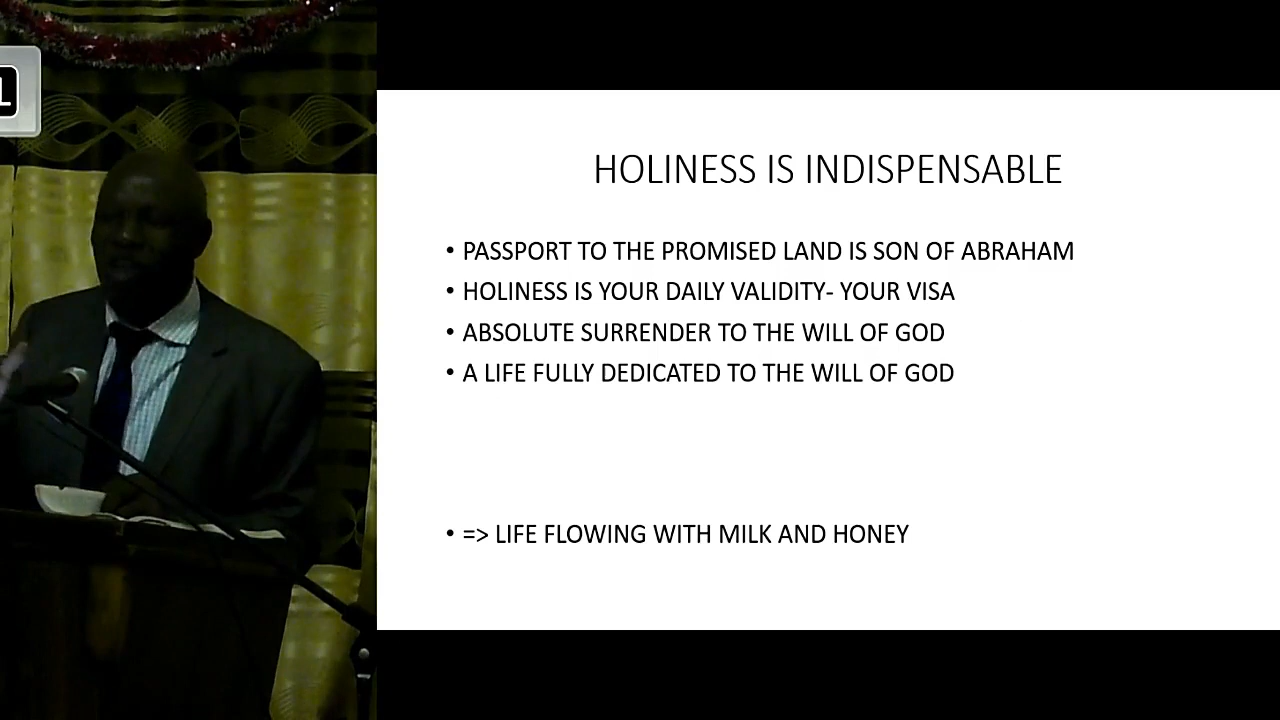 HOLINESS IS INDISPENSABLE
• PASSPORT TO THE PROMISED LAND IS SON OF ABRAHAM
• HOLINESS IS YOUR DAILY VALIDITY- YOUR VISA
• ABSOLUTE SURRENDER TO THE WILL OF GOD
• A LIFE FULLY DEDICATED TO THE WILL OF GOD
• => LIFE FLOWING WITH MILK AND HONEY